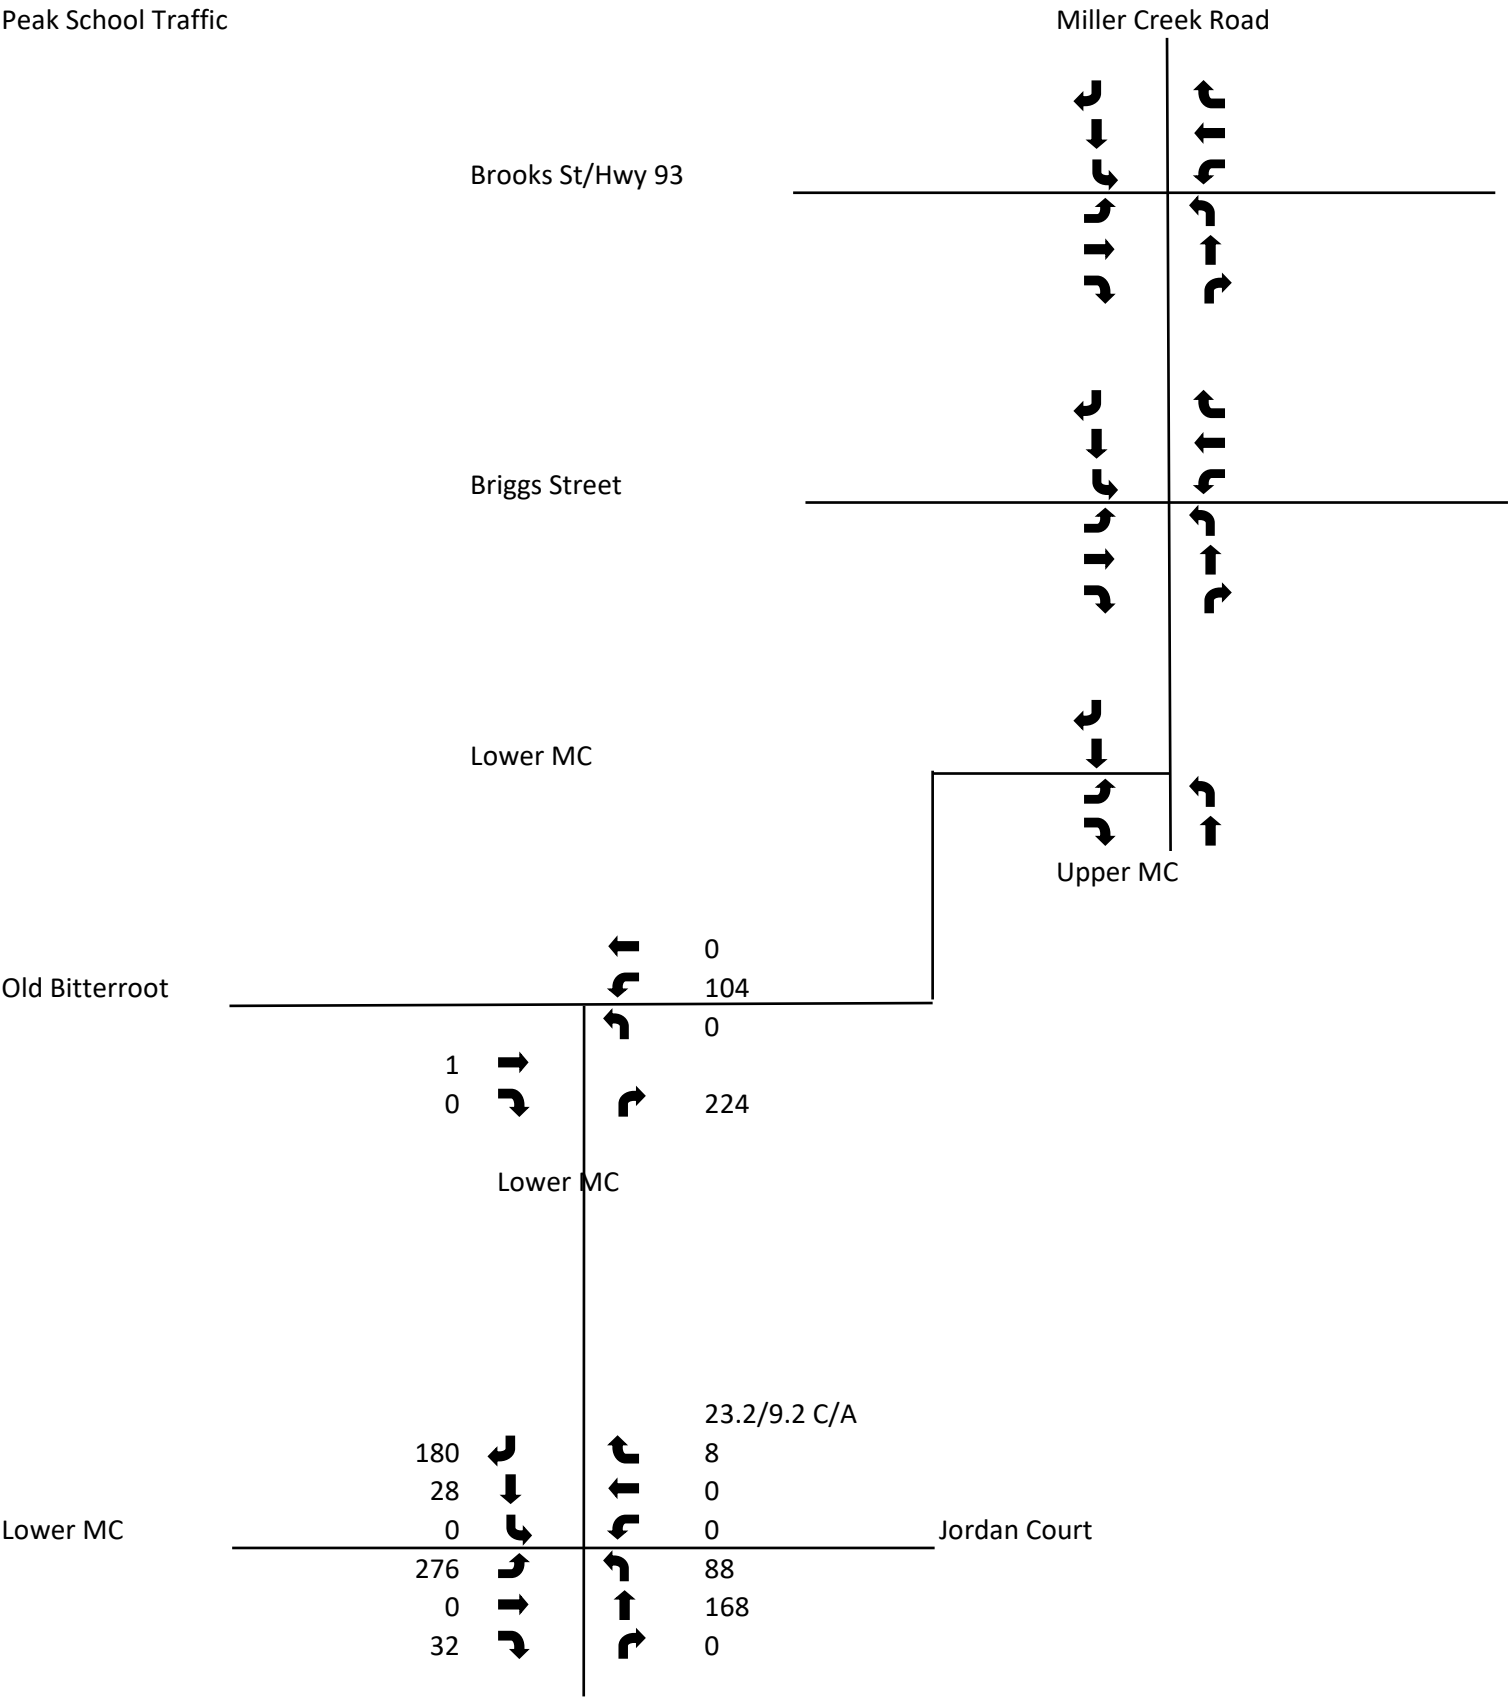 Peak School Traffic
Miller Creek Road
Brooks St/Hwy 93
Briggs Street
Lower MC
Upper MC
0
Old Bitterroot
104
0
1
0
224
Lower MC
23.2/9.2 C/A
180
8
28
0
Lower MC
0
0
Jordan Court
276
88
0
168
32
0